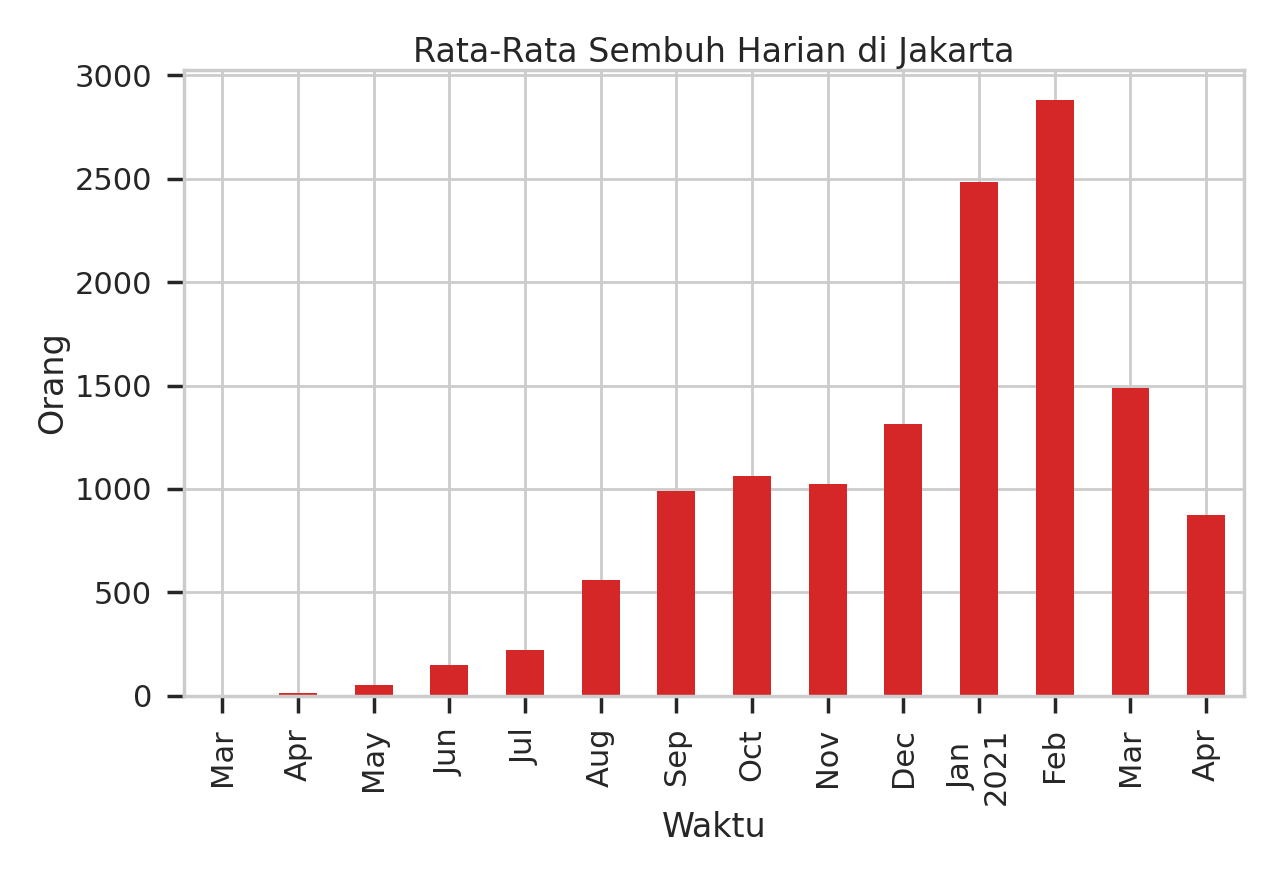 Rata-Rata Sembuh Harian di Jakarta
3000
2500
2000
1500
1000
500
0
Orang
Mar
Apr
May
Jun
Jul
Aug
Sep
Oct
Nov
Dec
Jan
2021
Feb
Mar
Apr
Waktu